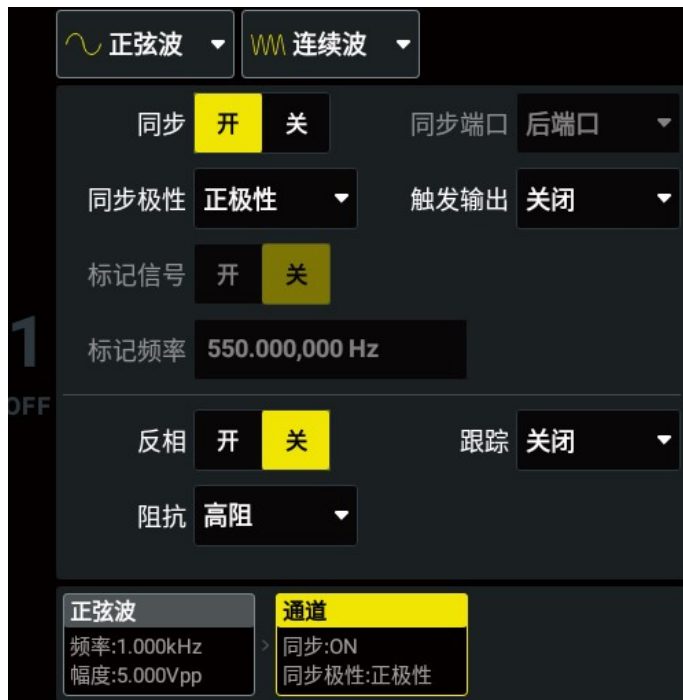 正弦波 连续波
同步 开 关 同步端口 后端口
同步极性 正极性 触发输出 关闭
标记信号 开 关
1
标记频率 550.000,000 Hz
OFF
反相 开 关 跟踪 关闭
阻抗 高阻
正弦波 通道
频率:1.000kHz > 同步:ON
幅度:5.000Vpp 同步极性:正极性